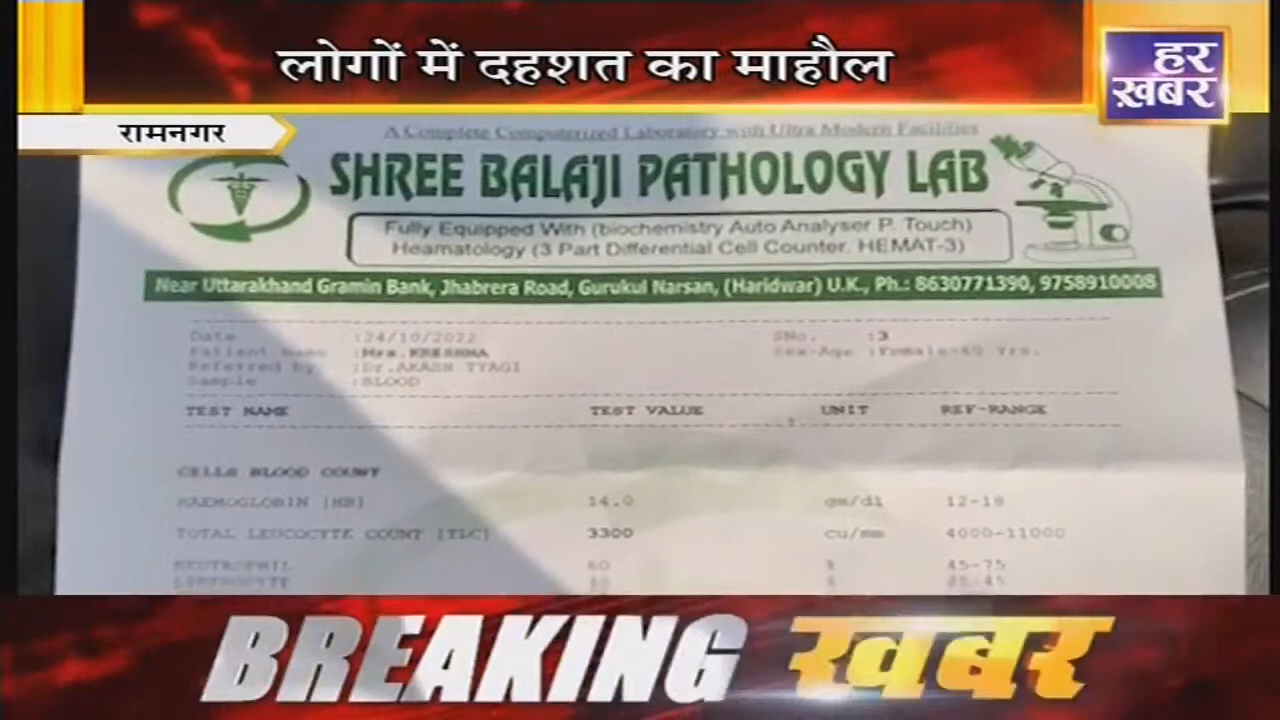 लोगों में दहशत का माहौल
हर
ख़बर
रामनगर
A Complete Computerized Laboratory with Ultra Modern Facilities
SHREE BALAJI PATHOLOGY LAB
Fully Equipped With (biochemistry Auto Analyser P. Touch)
Heamatology (3 Part Differential Cell Counter. HEMAT-3)
Near Uttarakhand Gramin Bank, Jhabrera Road, Gurukul Narsan, (Haridwar) U.K., Ph.: 8630771390, 9758910008
Date :24/10/2022 SNo. :3
Patient Name :Mrs. Sex-Age :Female-60 Yrs.
Referred by :Dr.AKASH TYAGI
Sample :BLOOD
TEST NAME TEST VALUE UNIT REF-RANGE
CELLS BLOOD COUNT
HAEMOGLOBIN [HB] 14.0 gm/dl 12-18
TOTAL LEUCOCYTE COUNT [TLC] 3300 cu/mm 4000-11000
NEUTROPHIL 60 % 45-75
BREAKING खबर